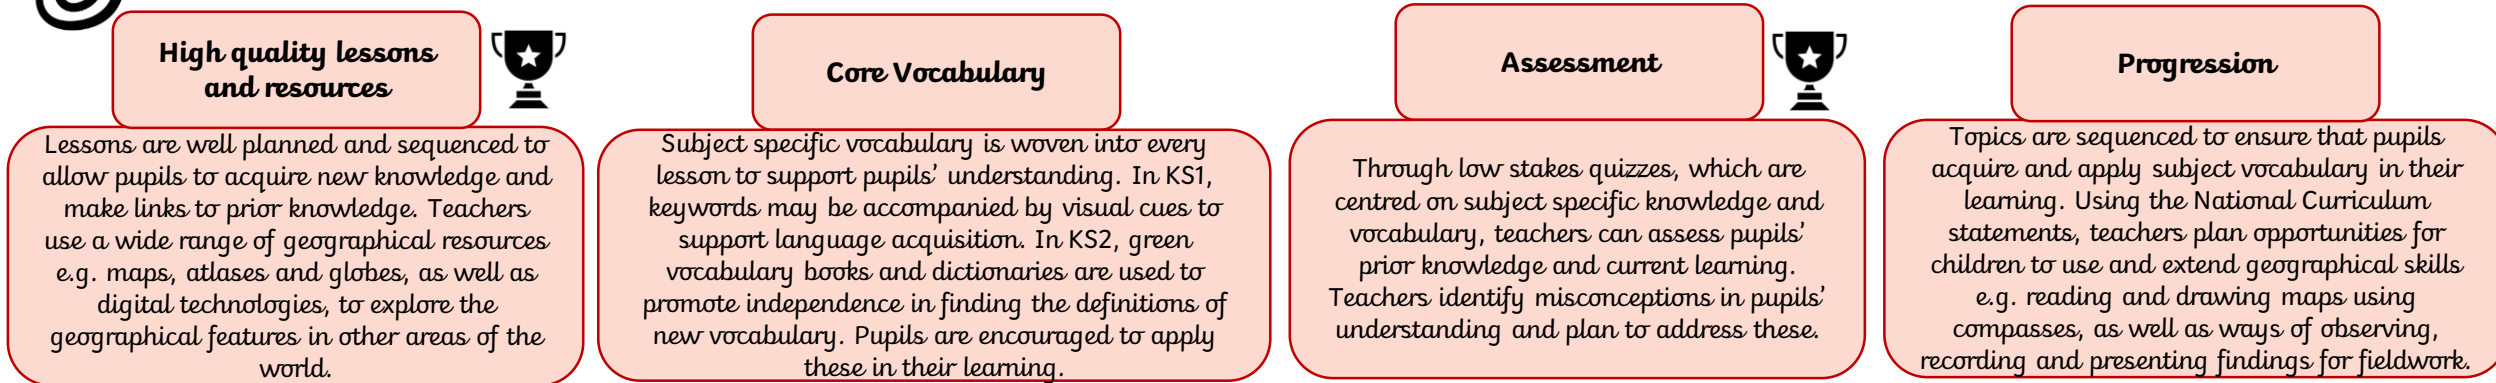 High quality lessons
and resources
Lessons are well planned and sequenced to
allow pupils to acquire new knowledge and
make links to prior knowledge. Teachers
use a wide range of geographical resources
e.g. maps, atlases and globes, as well as
digital technologies, to explore the
geographical features in other areas of the
world.
Core Vocabulary
Subject specific vocabulary is woven into every
lesson to support pupils' understanding. In KS1,
keywords may be accompanied by visual cues to
support language acquisition. In KS2, green
vocabulary books and dictionaries are used to
promote independence in finding the definitions of
new vocabulary. Pupils are encouraged to apply
these in their learning.
Assessment
Through low stakes quizzes, which are
centred on subject specific knowledge and
vocabulary, teachers can assess pupils'
prior knowledge and current learning.
Teachers identify misconceptions in pupils'
understanding and plan to address these.
Progression
Topics are sequenced to ensure that pupils
acquire and apply subject vocabulary in their
learning. Using the National Curriculum
statements, teachers plan opportunities for
children to use and extend geographical skills
e.g. reading and drawing maps using
compasses, as well as ways of observing,
recording and presenting findings for fieldwork.